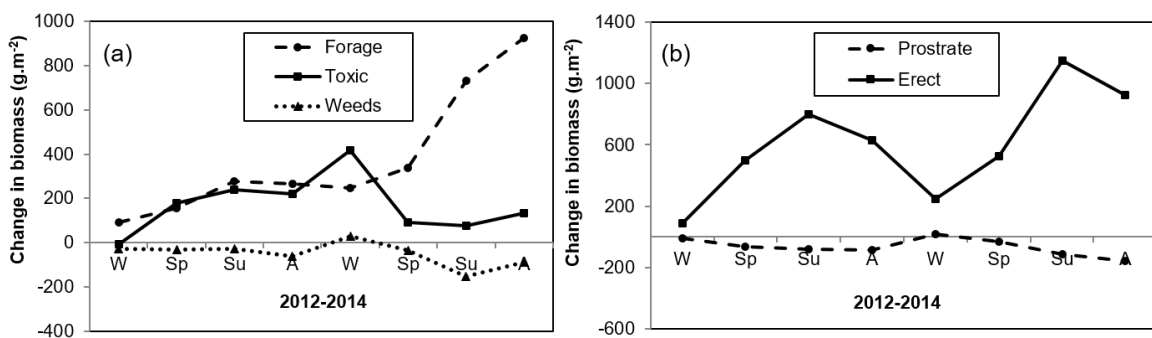 Change in biomass (g.m-2)
1000
800
600
400
200
0
-200
-400
(a)
Forage
Toxic
Weeds
W Sp Su A W Sp Su A
2012-2014
Change in biomass (g.m-2)
1400
1000
600
200
-200
-600
(b)
Prostrate
Erect
W Sp Su A W Sp Su A
2012-2014